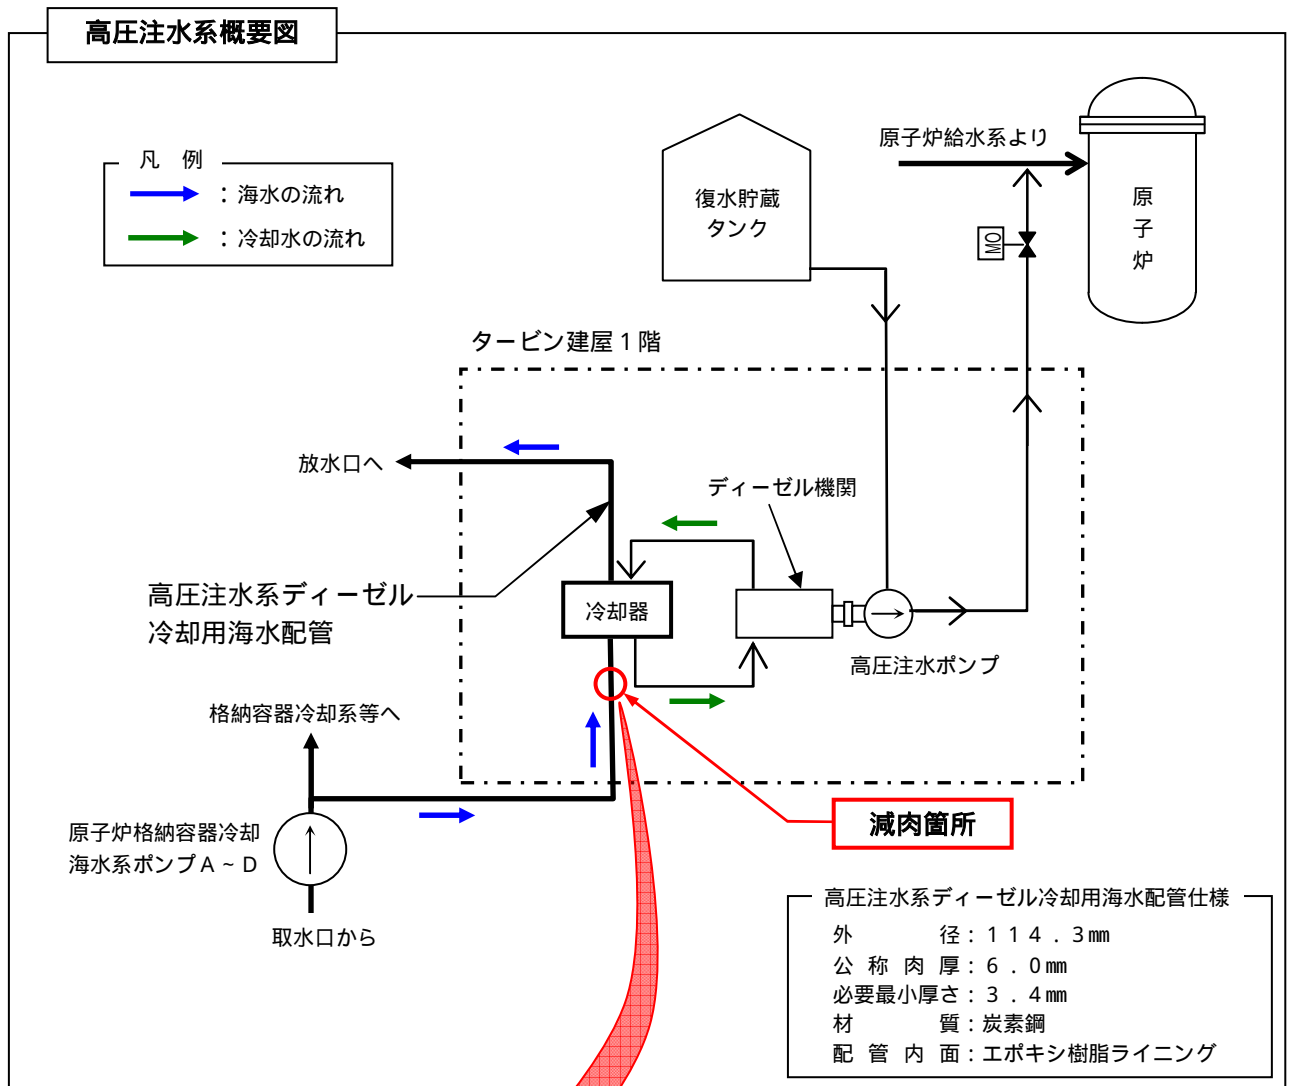 高圧注水系概要図
凡 例
：海水の流れ
：冷却水の流れ
原子炉給水系より
復水貯蔵
タンク
原
子
炉
MO
タービン建屋１階
放水口へ
ディーゼル機関
高圧注水系ディーゼル
冷却用海水配管
冷却器
高圧注水ポンプ
格納容器冷却系等へ
減肉箇所
原子炉格納容器冷却
海水系ポンプＡ～Ｄ
取水口から
高圧注水系ディーゼル冷却用海水配管仕様
外 径：１１４．３㎜
公 称 肉 厚：６．０㎜
必要最小厚さ：３．４㎜
材 質：炭素鋼
配 管 内 面：エポキシ樹脂ライニング